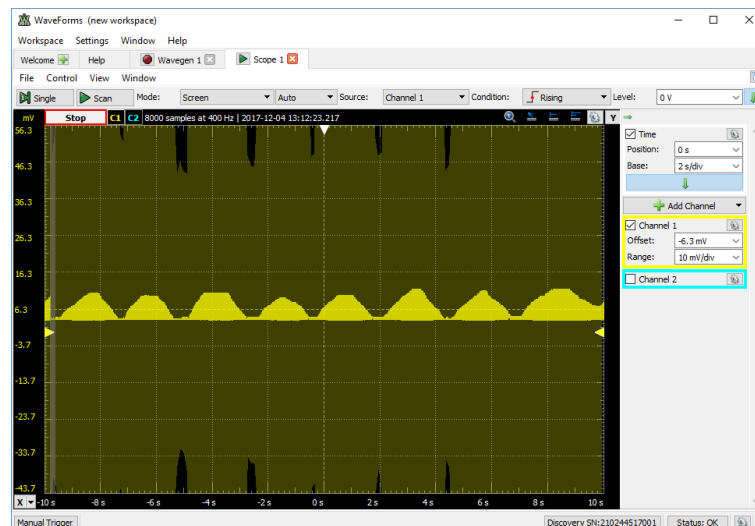 WaveForms (new workspace)
Workspace Settings Window Help
Welcome Help Wavegen 1 Scope 1
File Control View Window
Single Scan Mode: Screen Auto Source: Channel 1 Condition: Rising Level: 0 V
mV Stop C1 C2 8000 samples at 400 Hz | 2017-12-04 13:12:23.217 Y
56.3
46.3
36.3
26.3
16.3
6.3
-3.7
-13.7
-23.7
-33.7
-43.7
X -10 s -8 s -6 s -4 s -2 s 0 s 2 s 4 s 6 s 8 s 10 s
Time
Position: 0 s
Base: 2 s/div
Add Channel
Channel 1
Offset: -6.3 mV
Range: 10 mV/div
Channel 2
Manual Trigger Discovery SN:210244517001 Status: OK